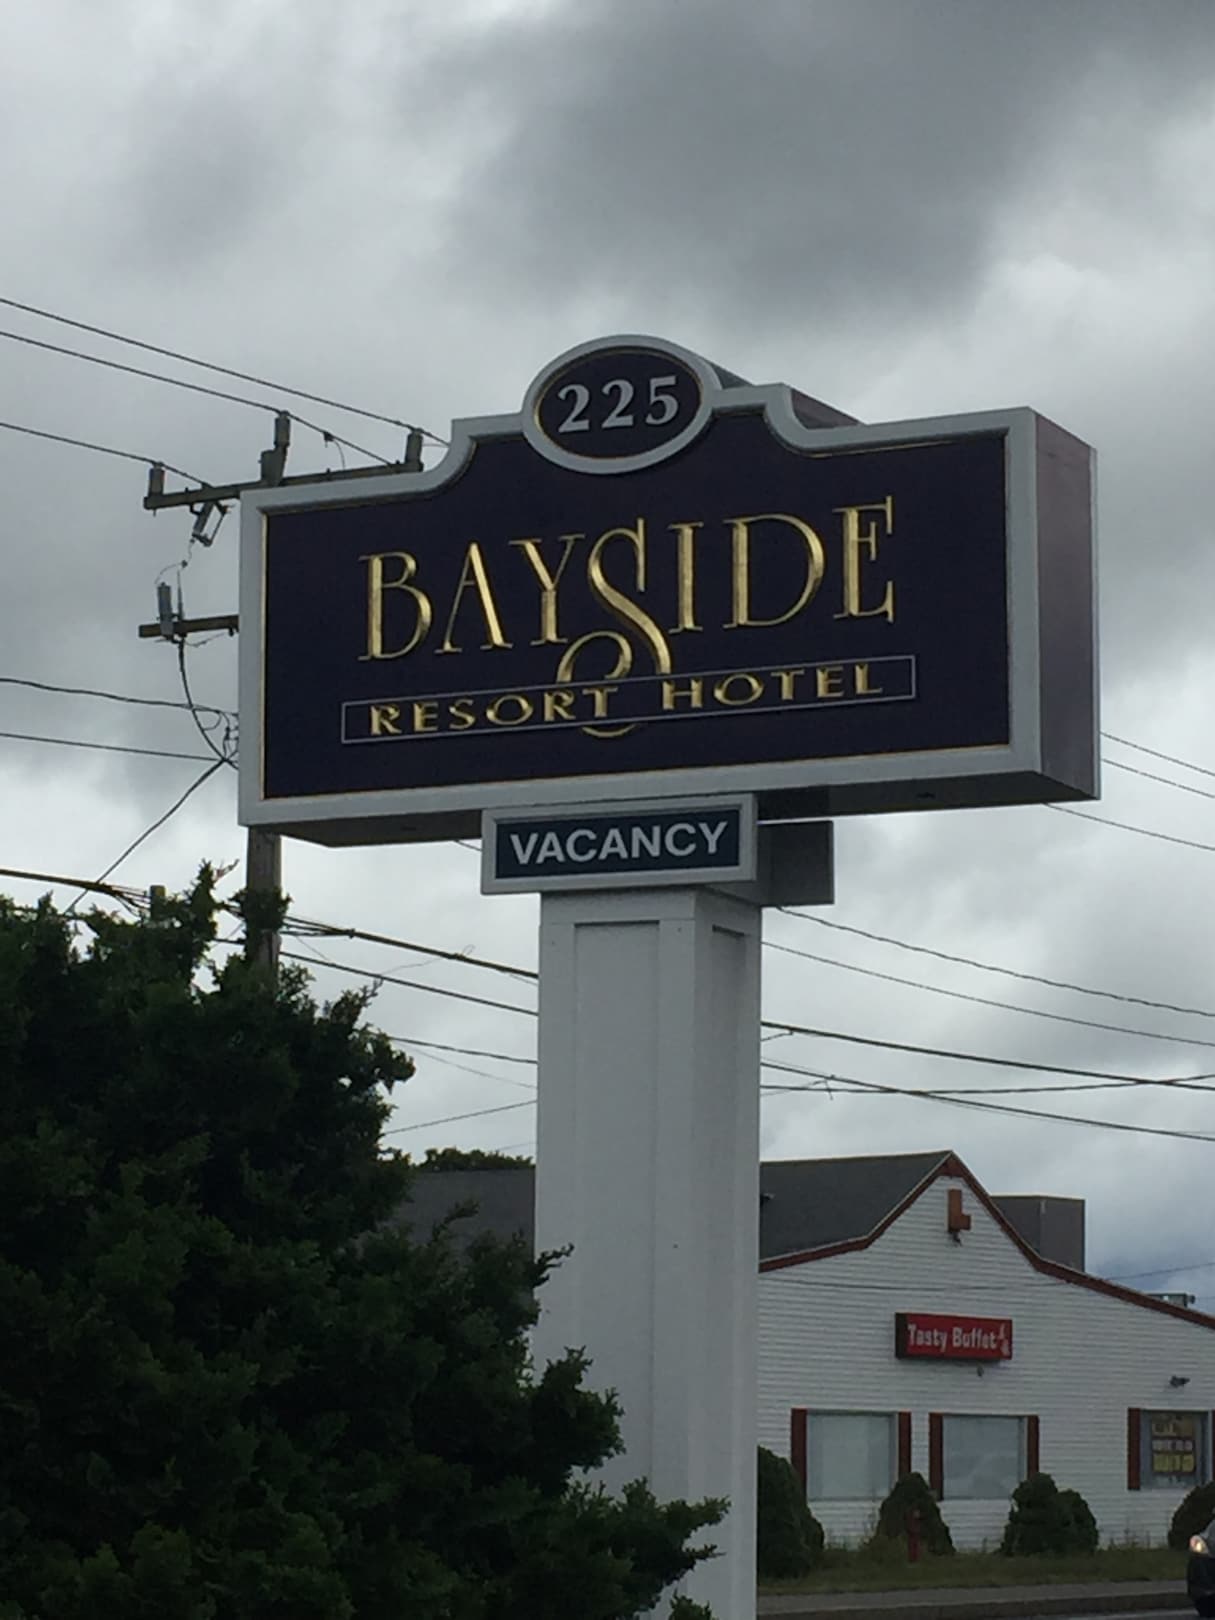 225
BAYSIDE
RESORT HOTEL
VACANCY
Tasty Buffet